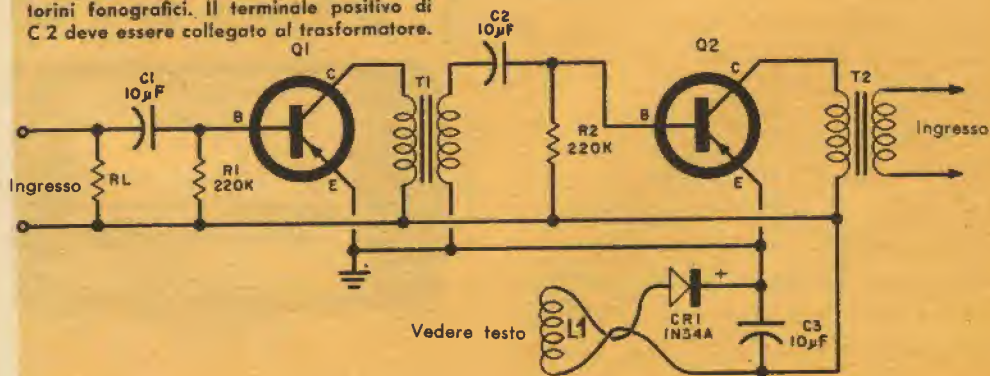 torini fonografici. Il terminale positivo di
C 2 deve essere collegato al trasformatore.
Q1
C2
10µF
Q2
C1
10µF
C
T1
C
T2
B
B
R2
220K
Ingresso
Ingresso
RL
R1
220K
E
E
Vedere testo
L1
+
CR1
1N34A
C3
10µF